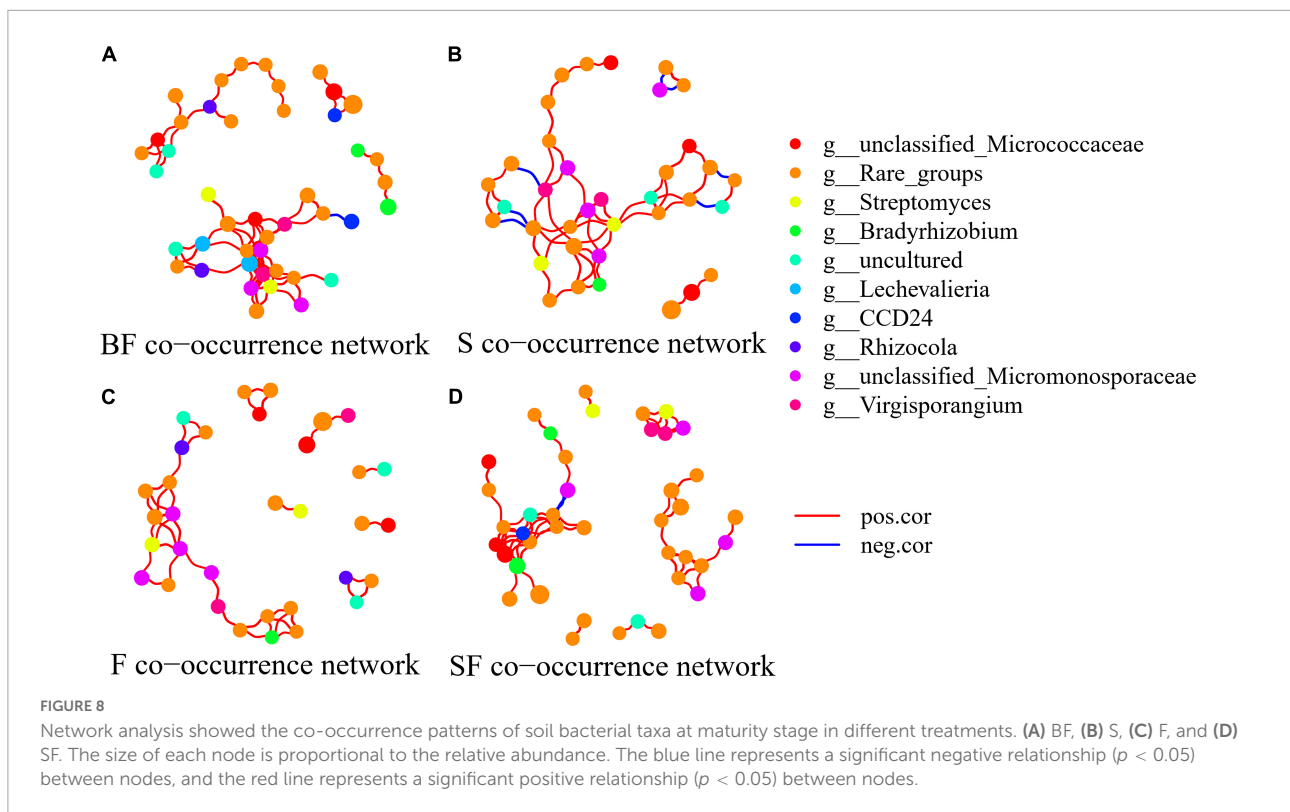 A
B
BF co−occurrence network
S co−occurrence network
g__unclassified_Micrococcaceae
g__Rare_groups
g__Streptomyces
g__Bradyrhizobium
g__uncultured
g__Lechevalieria
g__CCD24
g__Rhizocola
g__unclassified_Micromonosporaceae
g__Virgisporangium
C
D
F co−occurrence network
SF co−occurrence network
pos.cor
neg.cor
FIGURE 8
Network analysis showed the co-occurrence patterns of soil bacterial taxa at maturity stage in different treatments. (A) BF, (B) S, (C) F, and (D)
SF. The size of each node is proportional to the relative abundance. The blue line represents a significant negative relationship (p < 0.05)
between nodes, and the red line represents a significant positive relationship (p < 0.05) between nodes.